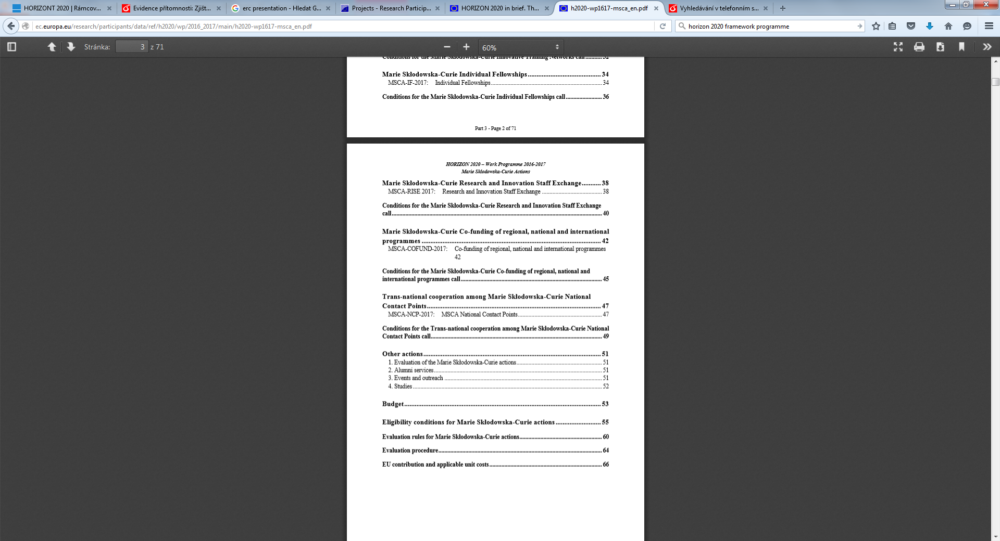 HORIZONT 2020 | Rámcov...
Evidence přítomnosti: Zjišt...
erc presentation - Hledat G...
Projects - Research Particip...
HORIZON 2020 in brief. Th...
h2020-wp1617-msca_en.pdf
Vyhledávání v telefonním s...
ec.europa.eu/research/participants/data/ref/h2020/wp/2016_2017/main/h2020-wp1617-msca_en.pdf
horizon 2020 framework programme
Stránka: 3 z 71
60%
Conditions for the Marie Skłodowska-Curie Innovative Training Networks call........... 32
Marie Skłodowska-Curie Individual Fellowships.......................................... 34
MSCA-IF-2017: Individual Fellowships.......................................... 34
Conditions for the Marie Skłodowska-Curie Individual Fellowships call........................ 36
Part 3 - Page 2 of 71
HORIZON 2020 – Work Programme 2016-2017
Marie Skłodowska-Curie Actions
Marie Skłodowska-Curie Research and Innovation Staff Exchange........... 38
MSCA-RISE 2017: Research and Innovation Staff Exchange .......................................... 38
Conditions for the Marie Skłodowska-Curie Research and Innovation Staff Exchange
call.......................................... 40
Marie Skłodowska-Curie Co-funding of regional, national and international
programmes .......................................... 42
MSCA-COFUND-2017: Co-funding of regional, national and international programmes
42
Conditions for the Marie Skłodowska-Curie Co-funding of regional, national and
international programmes call.......................................... 45
Trans-national cooperation among Marie Skłodowska-Curie National
Contact Points.......................................... 47
MSCA-NCP-2017: MSCA National Contact Points.......................................... 47
Conditions for the Trans-national cooperation among Marie Skłodowska-Curie National
Contact Points call.......................................... 49
Other actions.......................................... 51
1. Evaluation of the Marie Skłodowska-Curie actions.......................................... 51
2. Alumni services.......................................... 51
3. Events and outreach .......................................... 51
4. Studies .......................................... 52
Budget.......................................... 53
Eligibility conditions for Marie Skłodowska-Curie actions .......................... 55
Evaluation rules for Marie Skłodowska-Curie actions.......................................... 60
Evaluation procedure.......................................... 64
EU contribution and applicable unit costs.......................................... 66